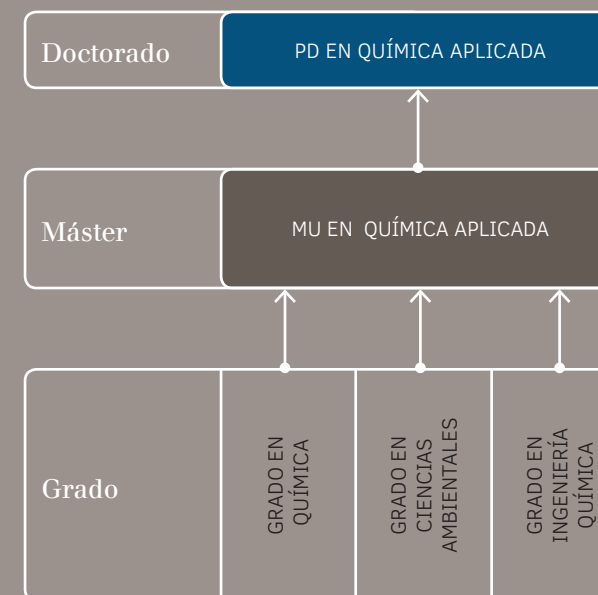 Doctorado
PD EN QUÍMICA APLICADA
Máster
MU EN QUÍMICA APLICADA
Grado
GRADO EN
QUÍMICA
GRADO EN
CIENCIAS
AMBIENTALES
GRADO EN
INGENIERÍA
QUÍMICA